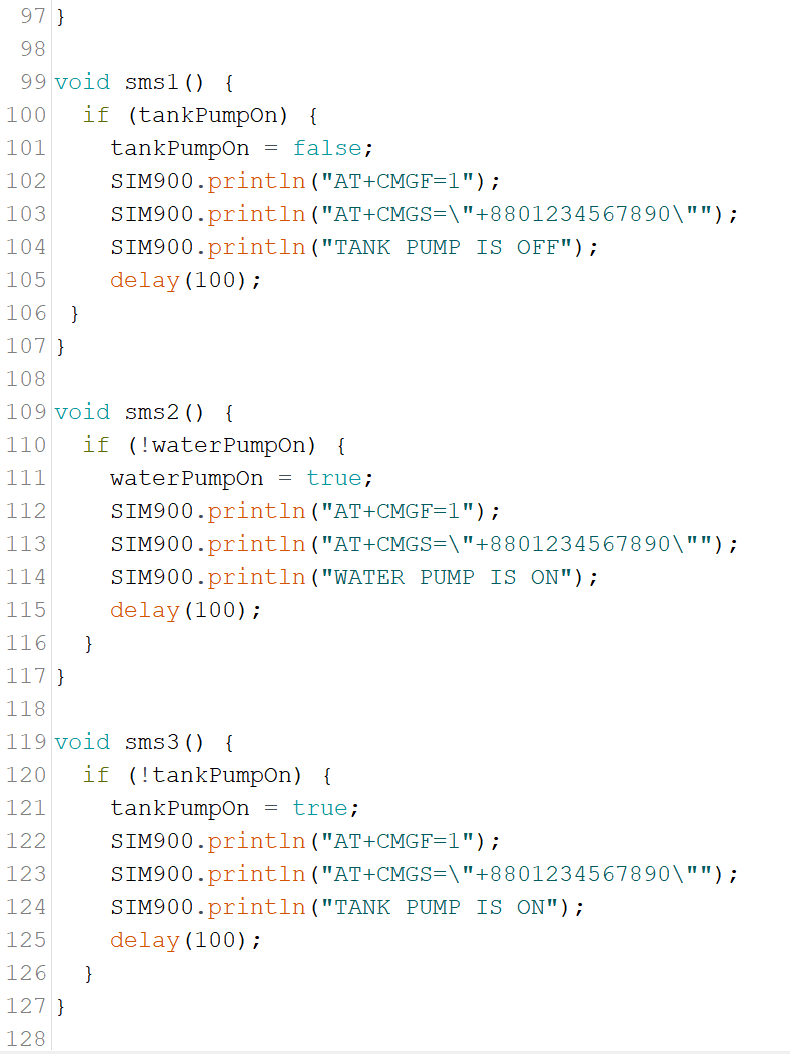 97 }
98
99 void sms1() {
100   if (tankPumpOn) {
101     tankPumpOn = false;
102     SIM900.println("AT+CMGF=1");
103     SIM900.println("AT+CMGS=\"+8801234567890\"");
104     SIM900.println("TANK PUMP IS OFF");
105     delay(100);
106  }
107 }
108
109 void sms2() {
110   if (!waterPumpOn) {
111     waterPumpOn = true;
112     SIM900.println("AT+CMGF=1");
113     SIM900.println("AT+CMGS=\"+8801234567890\"");
114     SIM900.println("WATER PUMP IS ON");
115     delay(100);
116   }
117 }
118
119 void sms3() {
120   if (!tankPumpOn) {
121     tankPumpOn = true;
122     SIM900.println("AT+CMGF=1");
123     SIM900.println("AT+CMGS=\"+8801234567890\"");
124     SIM900.println("TANK PUMP IS ON");
125     delay(100);
126   }
127 }
128